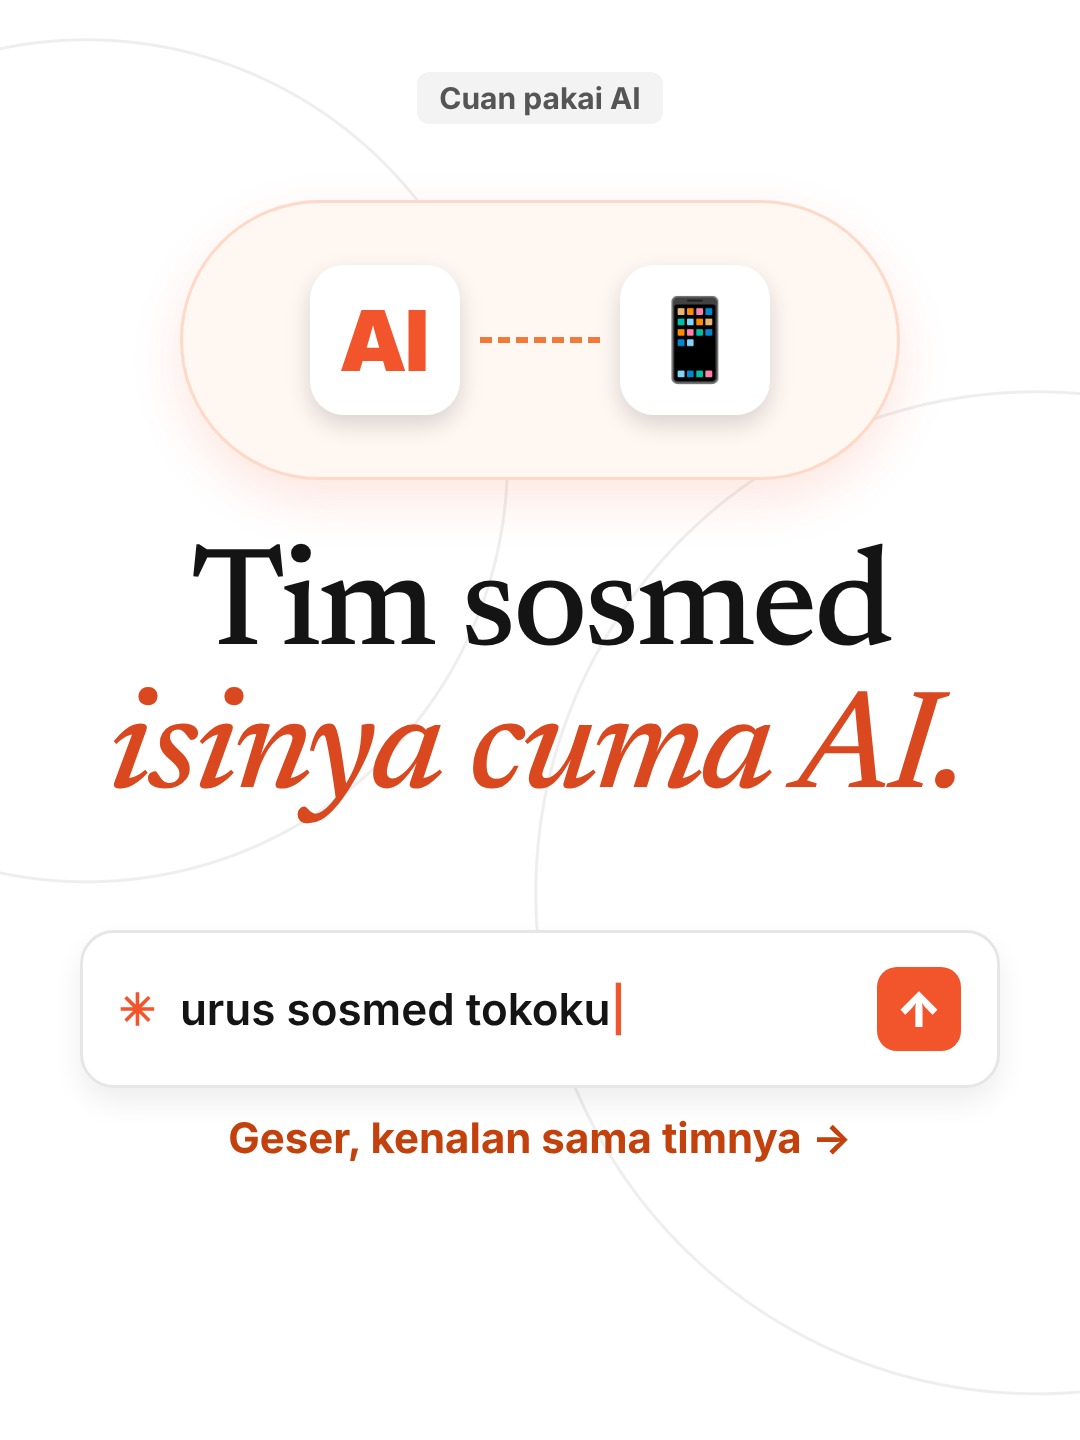 Cuan pakai AI
AI
Tim sosmed
isinya cuma AI.
urus sosmed tokoku
Geser, kenalan sama timnya →